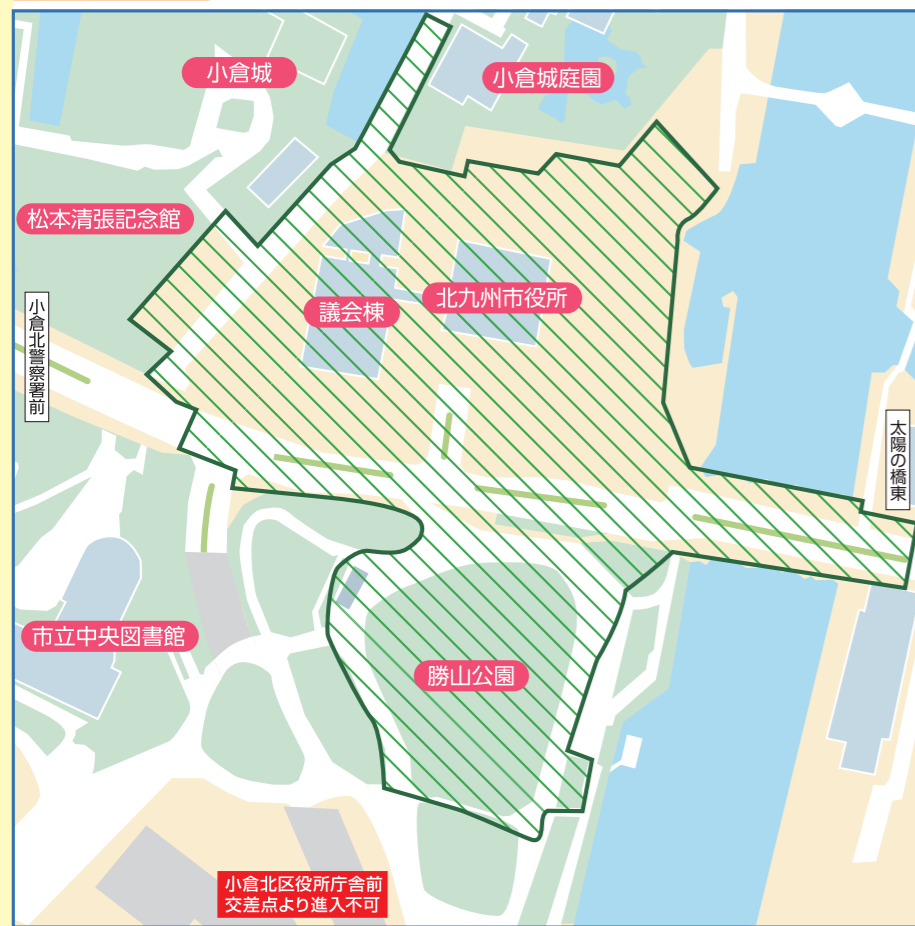 小倉城
小倉城庭園
松本清張記念館
小倉北警察署前
議会棟
北九州市役所
太陽の橋東
市立中央図書館
勝山公園
小倉北区役所庁舎前
交差点より進入不可